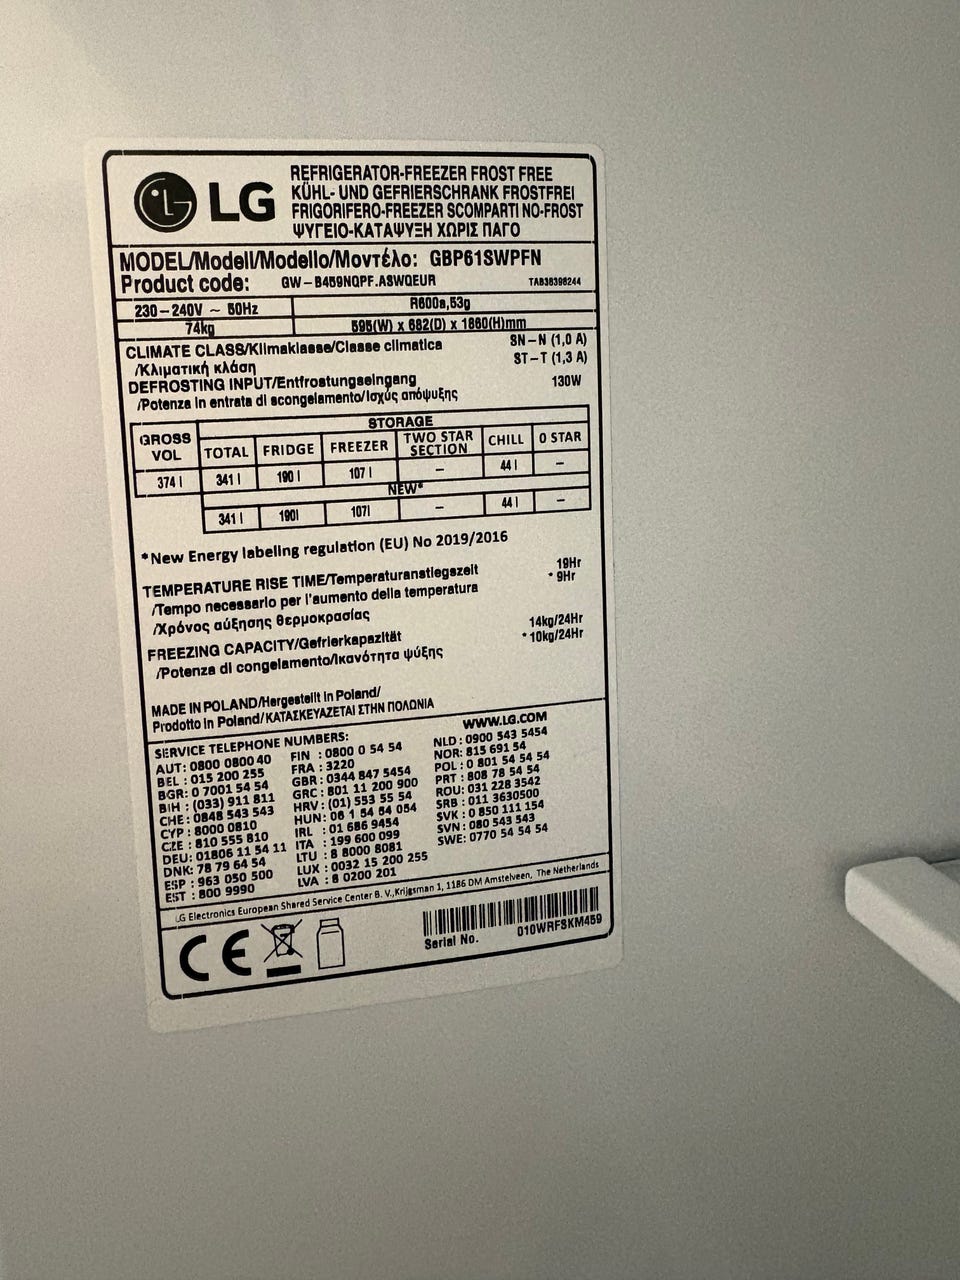 LG
REFRIGERATOR-FREEZER FROST FREE
KÜHL- UND GEFRIERSCHRANK FROSTFREI
FRIGORIFERO-FREEZER SCOMPARTI NO-FROST
ΨΥΓΕΙΟ-ΚΑΤΑΨΥΞΗ ΧΩΡΙΣ ΠΑΓΟ
MODEL/Modell/Modello/Μοντέλο: GBP61SWPFN
Product code: GW-B459NQPF.ASWQEUR TAB38398244
230-240V ~ 50Hz R600a,53g
74kg 595(W) x 682(D) x 1860(H)mm
CLIMATE CLASS/Klimaklasse/Classe climatica SN-N (1,0 A)
/Κλιματική κλάση ST-T (1,3 A)
DEFROSTING INPUT/Entfrostungseingang 130W
/Potenza in entrata di scongelamento/Ισχύς απόψυξης
GROSS VOL STORAGE
TOTAL FRIDGE FREEZER TWO STAR SECTION CHILL 0 STAR
374 l 341 l 190 l 107 l - 44 l -
NEW*
341 l 190l 107l - 44 l -
*New Energy labeling regulation (EU) No 2019/2016
TEMPERATURE RISE TIME/Temperaturanstiegszeit 19Hr
/Tempo necessario per l'aumento della temperatura * 9Hr
/Χρόνος αύξησης θερμοκρασίας
FREEZING CAPACITY/Gefrierkapazität 14kg/24Hr
/Potenza di congelamento/Ικανότητα ψύξης * 10kg/24Hr
MADE IN POLAND/Hergestellt in Poland/
Prodotto in Poland/ΚΑΤΑΣΚΕΥΑΖΕΤΑΙ ΣΤΗΝ ΠΟΛΩΝΙΑ
SERVICE TELEPHONE NUMBERS: WWW.LG.COM
AUT: 0800 0800 40
BEL : 015 200 255
BGR: 0 7001 54 54
BIH : (033) 911 811
CHE : 0848 543 543
CYP : 8000 0810
CZE : 810 555 810
DEU: 01806 11 54 11
DNK: 78 79 64 54
ESP : 963 050 500
EST : 800 9990
FIN : 0800 0 54 54
FRA : 3220
GBR : 0344 847 5454
GRC : 801 11 200 900
HRV : (01) 553 55 54
HUN: 06 1 54 54 054
IRL : 01 686 9454
ITA : 199 600 099
LTU : 8 8000 8081
LUX : 0032 15 200 255
LVA : 8 0200 201
NLD : 0900 543 5454
NOR: 815 691 54
POL : 0 801 54 54 54
PRT : 808 78 54 54
ROU: 031 228 3542
SRB : 011 3630500
SVK : 0 850 111 154
SVN : 080 543 543
SWE: 0770 54 54 54
LG Electronics European Shared Service Center B. V.,Krijgsman 1, 1186 DM Amstelveen, The Netherlands
CE
Serial No. 010WRFSKM459